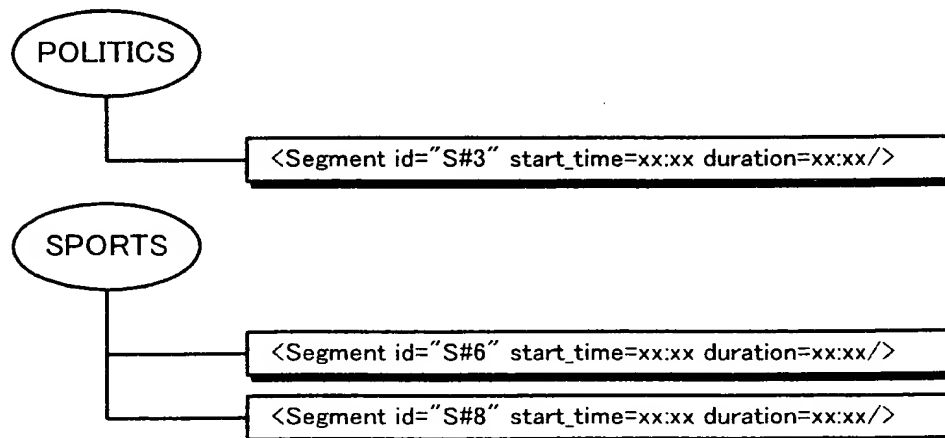 POLITICS
<Segment id="S#3" start_time=xx:xx duration=xx:xx/>
SPORTS
<Segment id="S#6" start_time=xx:xx duration=xx:xx/>
<Segment id="S#8" start_time=xx:xx duration=xx:xx/>